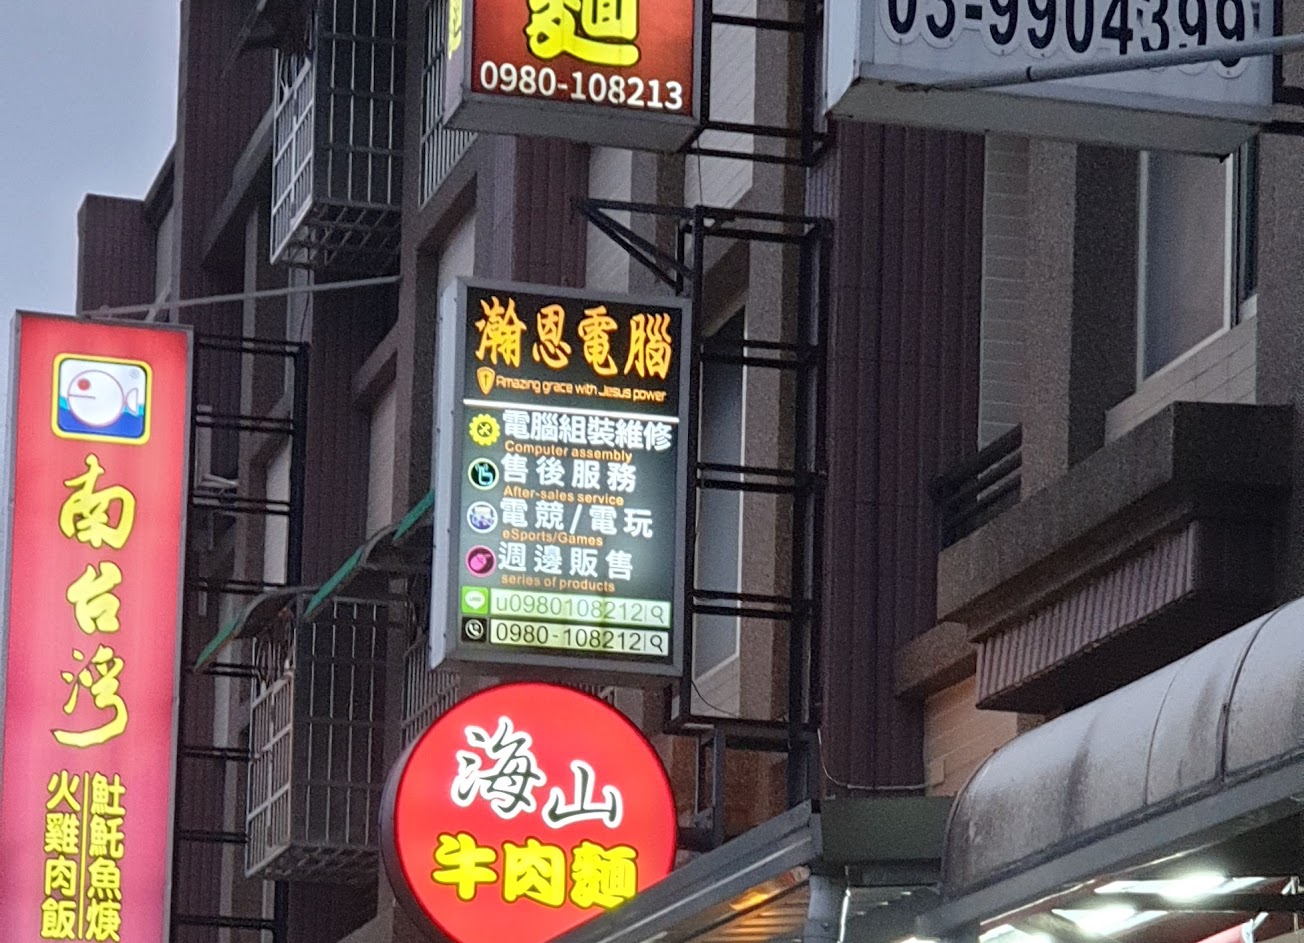 麵
0980-108213
03-9904399
瀚恩電腦
Amazing grace with Jesus power
電腦組裝維修
Computer assembly
售後服務
After-sales service
電競/電玩
eSports/Games
週邊販售
series of products
u0980108212
0980-108212
南台灣
火雞肉飯
魠魚焿
海山
牛肉麵